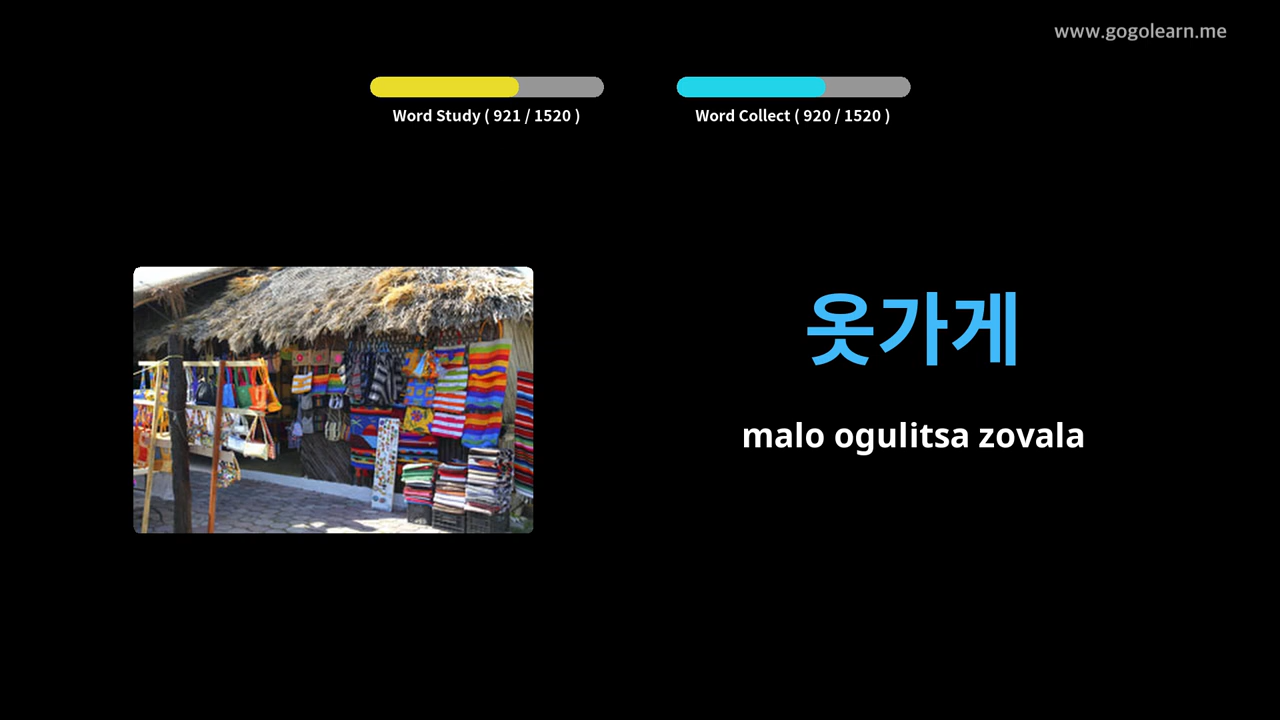 www.gogolearn.me
Word Study ( 921 / 1520 )
Word Collect ( 920 / 1520 )
옷가게
malo ogulitsa zovala